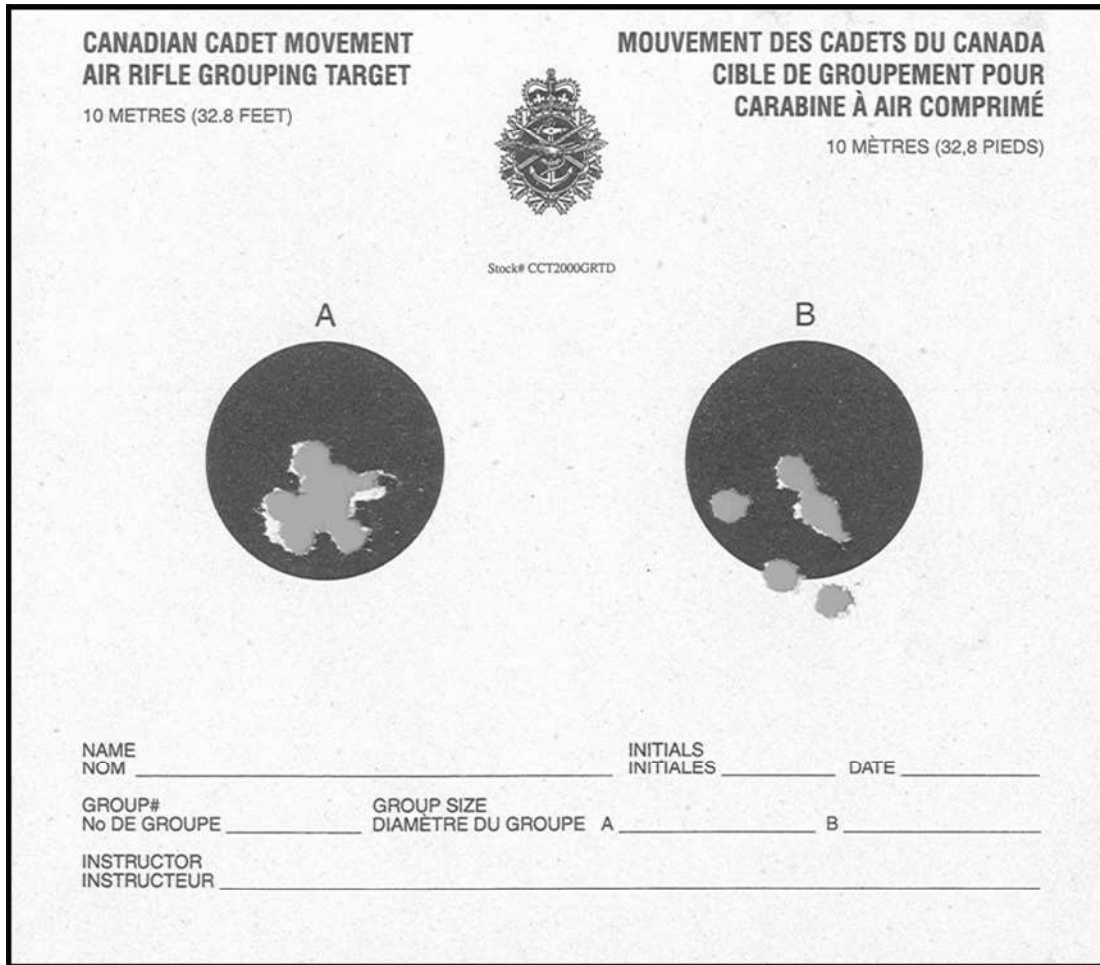 CANADIAN CADET MOVEMENT
AIR RIFLE GROUPING TARGET
10 METRES (32.8 FEET)
MOUVEMENT DES CADETS DU CANADA
CIBLE DE GROUPEMENT POUR
CARABINE À AIR COMPRIMÉ
10 MÈTRES (32,8 PIEDS)
Stock# CCT2000GRTD
A
B
NAME
NOM
INITIALS
INITIALES
DATE
GROUP#
No DE GROUPE
GROUP SIZE
DIAMÈTRE DU GROUPE A
B
INSTRUCTOR
INSTRUCTEUR